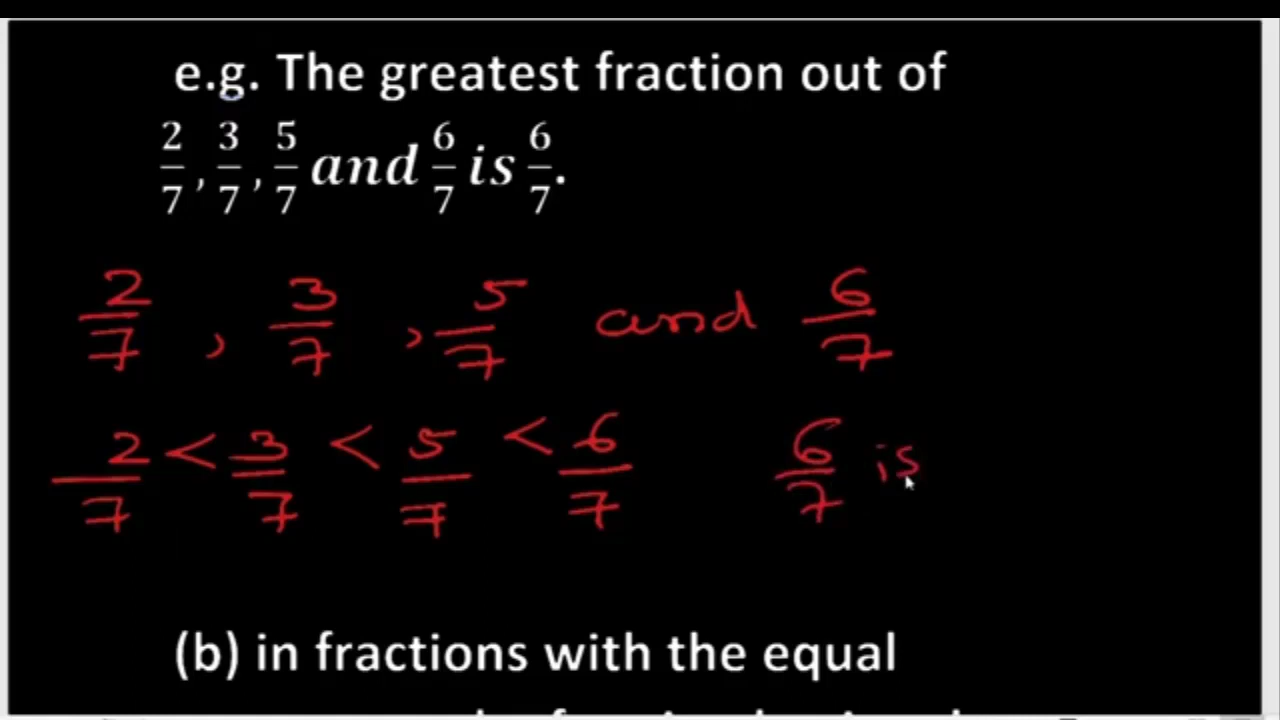 e.g. The greatest fraction out of
2/7, 3/7, 5/7 and 6/7 is 6/7.
2/7 , 3/7 , 5/7 and 6/7
2/7 < 3/7 < 5/7 < 6/7 6/7 is
(b) in fractions with the equal